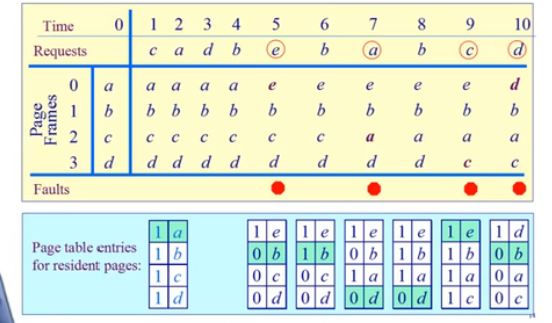 Time 0 1 2 3 4 5 6 7 8 9 10
Requests c a d b e b a b c d
Page Frames
0 a a a a a e e e e e d
1 b b b b b b b b b b b
2 c c c c c c c a a a a
3 d d d d d d d d d c c
Faults
Page table entries
for resident pages:
1 a 1 e 1 e 1 e 1 e 1 e 1 d
1 b 0 b 1 b 0 b 1 b 1 b 0 b
1 c 0 c 0 c 1 a 1 a 1 a 0 a
1 d 0 d 0 d 0 d 0 d 1 c 0 c